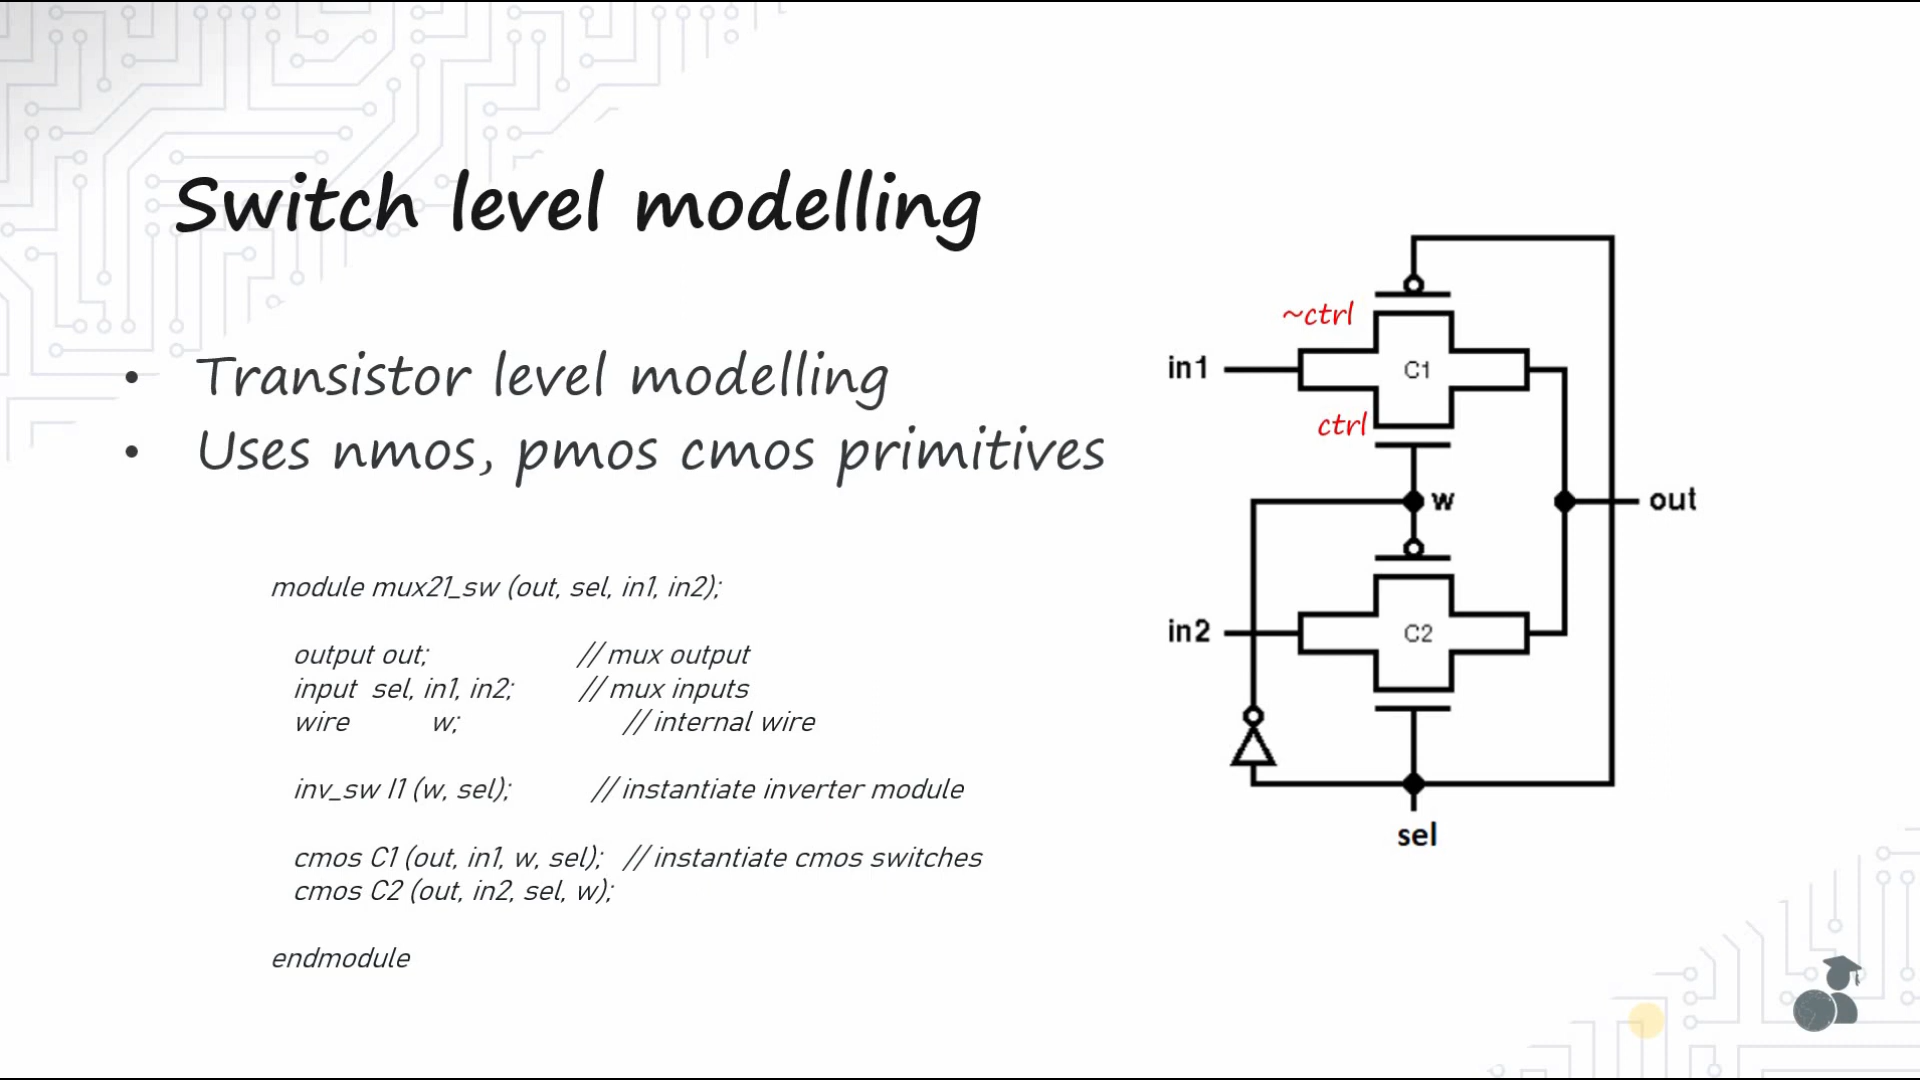 Switch level modelling
• Transistor level modelling
• Uses nmos, pmos cmos primitives
module mux21_sw (out, sel, in1, in2);
output out; // mux output
input sel, in1, in2; // mux inputs
wire w; // internal wire
inv_sw I1 (w, sel); // instantiate inverter module
cmos C1 (out, in1, w, sel); // instantiate cmos switches
cmos C2 (out, in2, sel, w);
endmodule
~ctrl
in1
C1
ctrl
w
out
in2
C2
sel